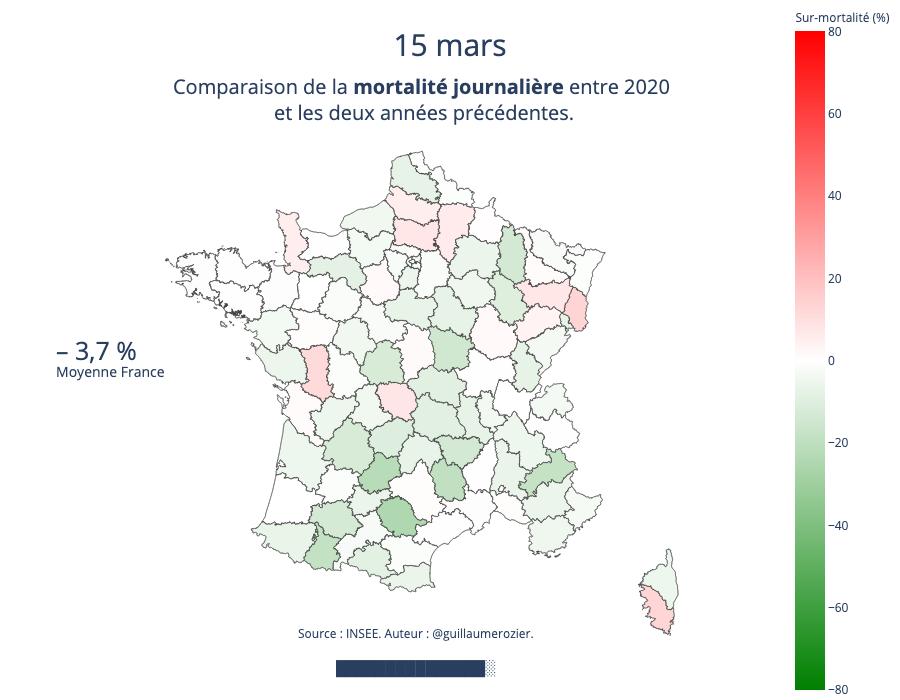 Sur-mortalité (%)
15 mars
Comparaison de la mortalité journalière entre 2020
et les deux années précédentes.
80
60
40
20
0
−20
−40
−60
−80
– 3,7 %
Moyenne France
Source : INSEE. Auteur : @guillaumerozier.